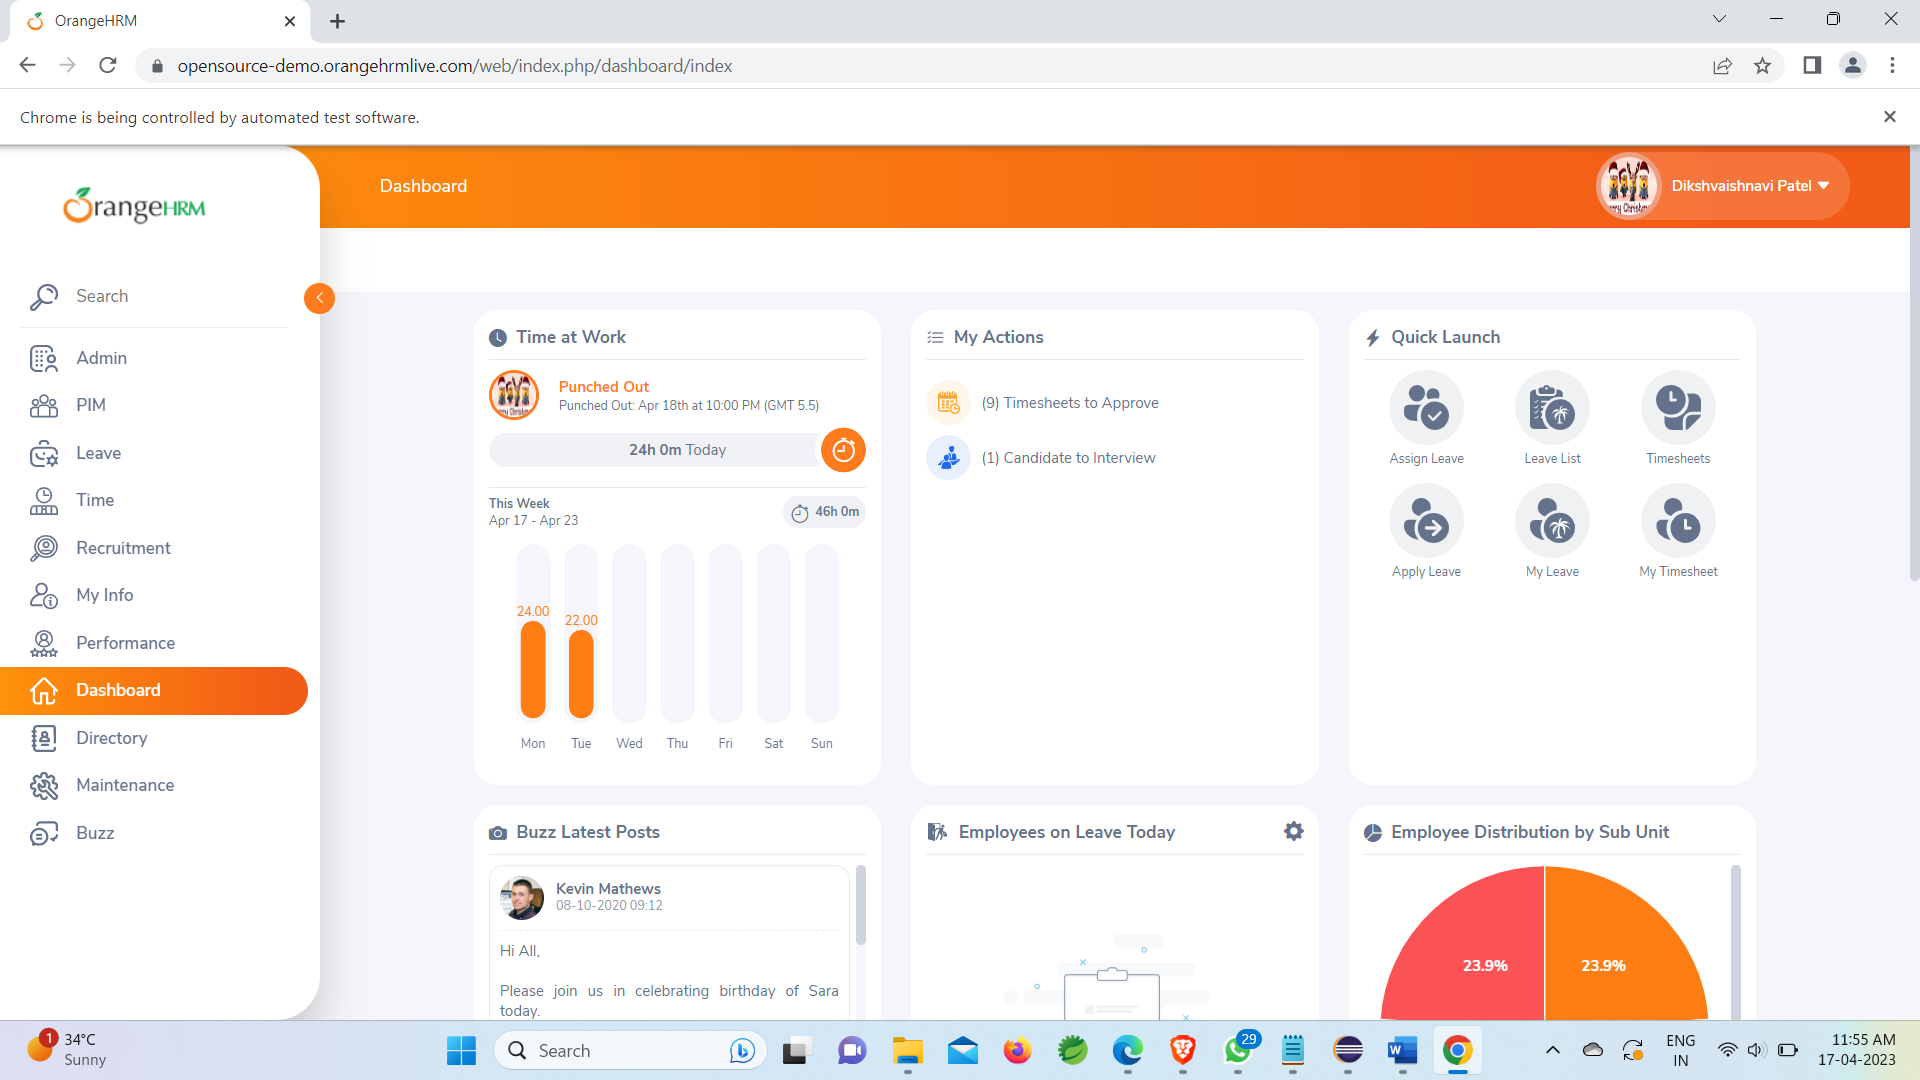 OrangeHRM
opensource-demo.orangehrmlive.com/web/index.php/dashboard/index
Chrome is being controlled by automated test software.
OrangeHRM
Dashboard
Dikshvaishnavi Patel
Search
Admin
PIM
Leave
Time
Recruitment
My Info
Performance
Dashboard
Directory
Maintenance
Buzz
Time at Work
Punched Out
Punched Out: Apr 18th at 10:00 PM (GMT 5.5)
24h 0m Today
This Week
Apr 17 - Apr 23
46h 0m
24.00
22.00
Mon Tue Wed Thu Fri Sat Sun
My Actions
(9) Timesheets to Approve
(1) Candidate to Interview
Quick Launch
Assign Leave
Leave List
Timesheets
Apply Leave
My Leave
My Timesheet
Buzz Latest Posts
Kevin Mathews
08-10-2020 09:12
Hi All,
Please join us in celebrating birthday of Sara
today.
Employees on Leave Today
Employee Distribution by Sub Unit
23.9%
23.9%
1
34°C
Sunny
Search
29
ENG
IN
11:55 AM
17-04-2023